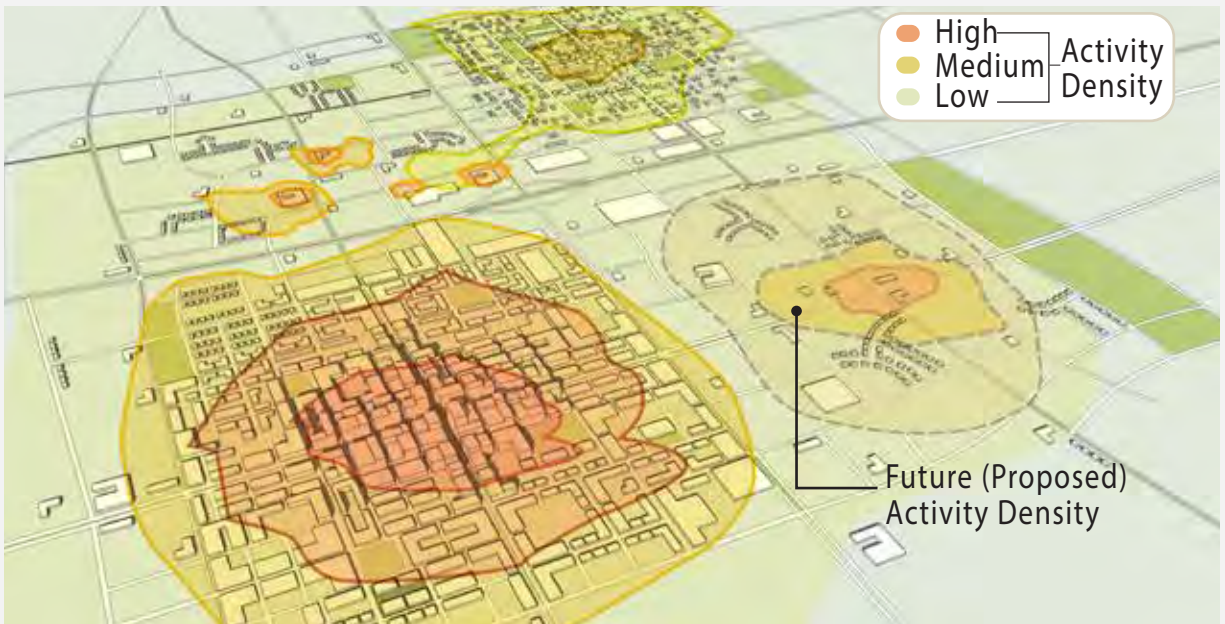 High
Medium
Low
Activity
Density
Future (Proposed)
Activity Density